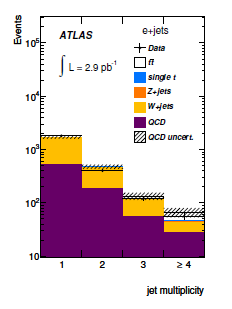 Events
ATLAS
e+jets
∫ L = 2.9 pb⁻¹
Data
tt̄
single t
Z+jets
W+jets
QCD
QCD uncert.
10⁵
10⁴
10³
10²
10
1 2 3 ≥ 4
jet multiplicity